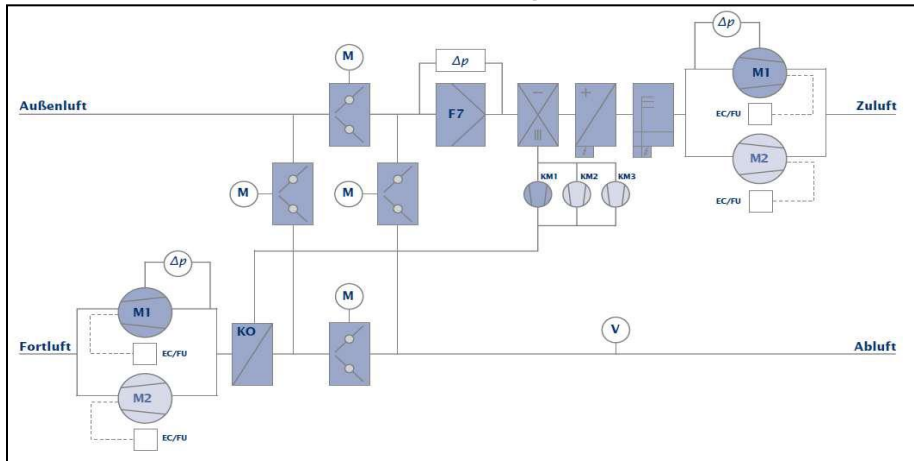 Δp
M
M1
Δp
Außenluft
F7
EC/FU
Zuluft
M2
M
M
KM1
KM2
KM3
EC/FU
Δp
M
M1
KO
V
Fortluft
EC/FU
Abluft
M2
EC/FU